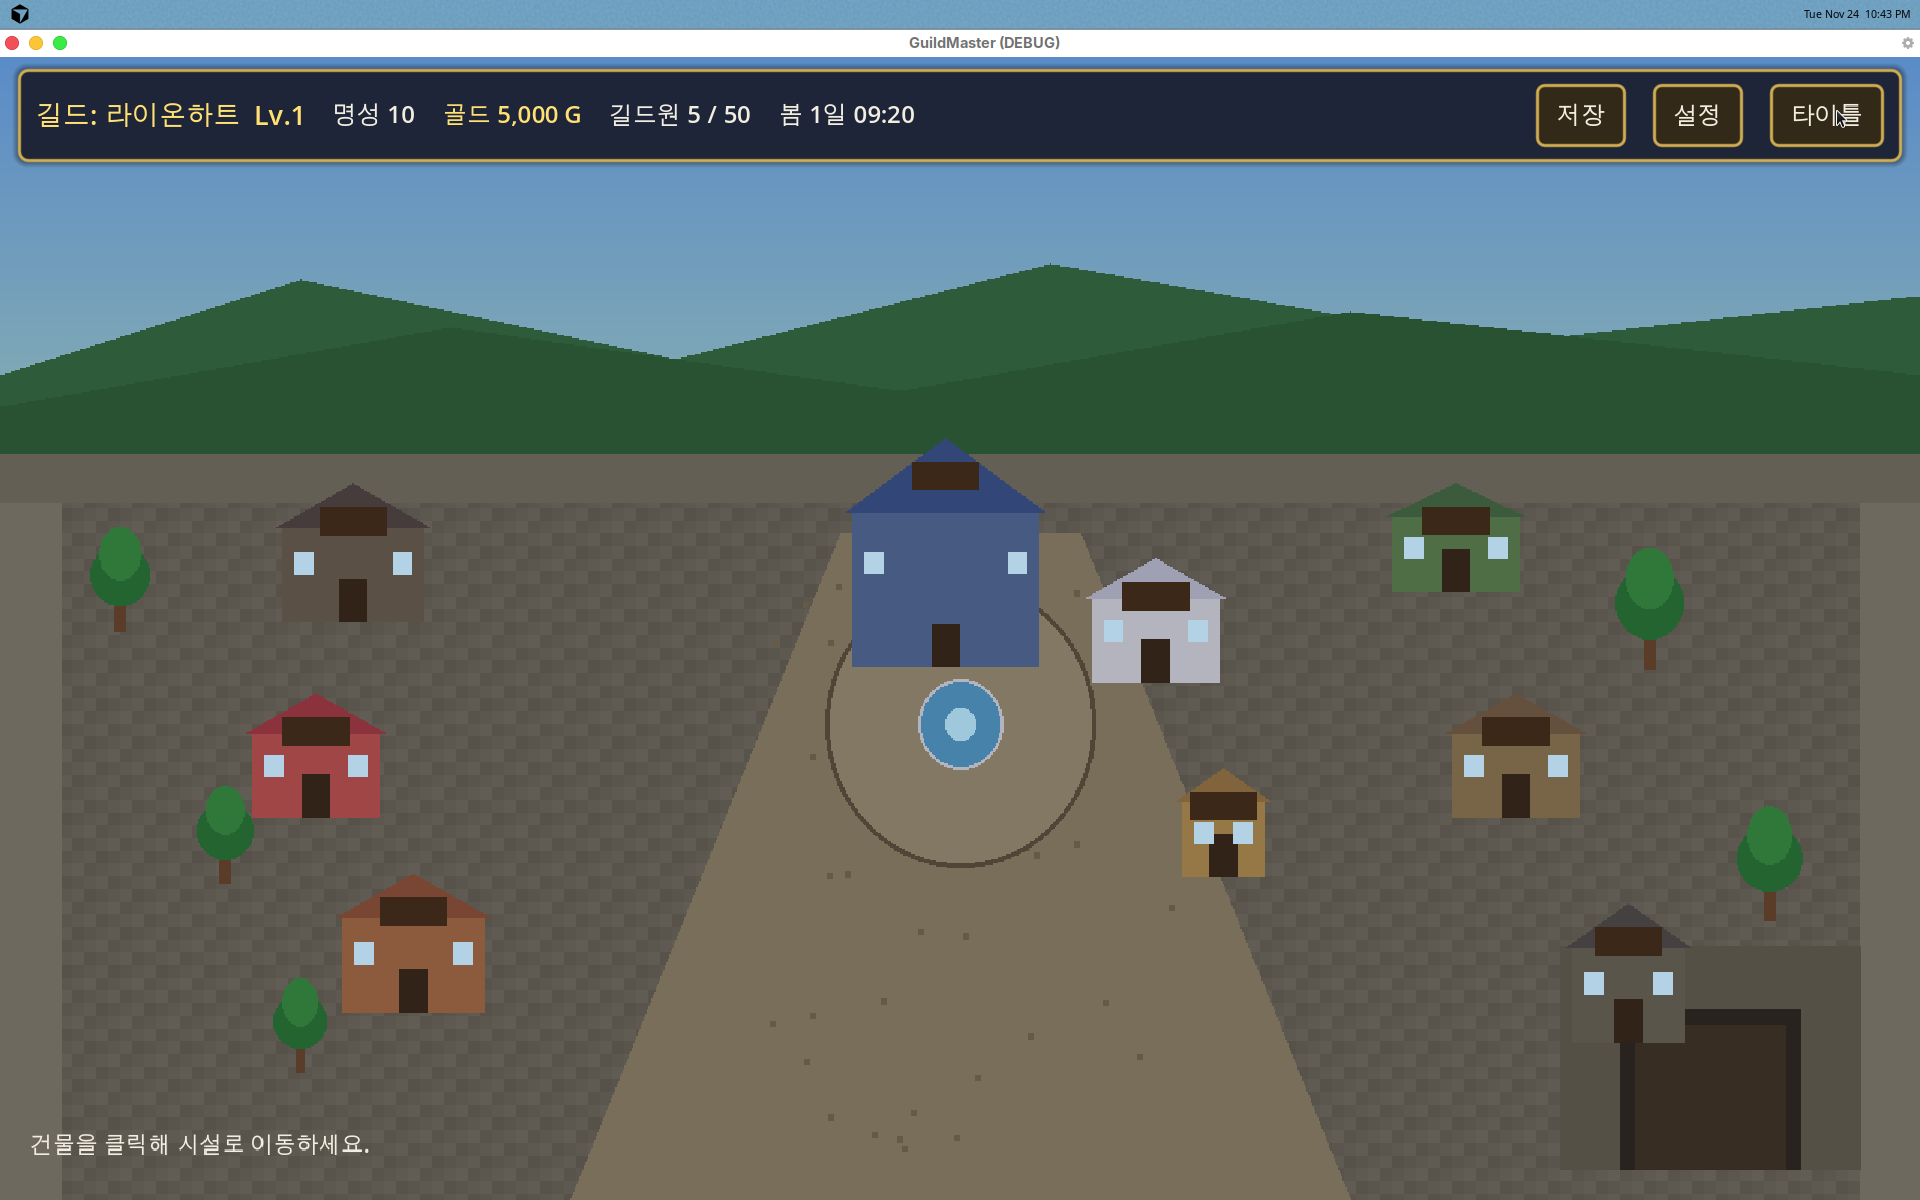 Tue Nov 24 10:43 PM
GuildMaster (DEBUG)
길드: 라이온하트 Lv.1 명성 10 골드 5,000 G 길드원 5 / 50 봄 1일 09:20 저장 설정 타이틀
건물을 클릭해 시설로 이동하세요.